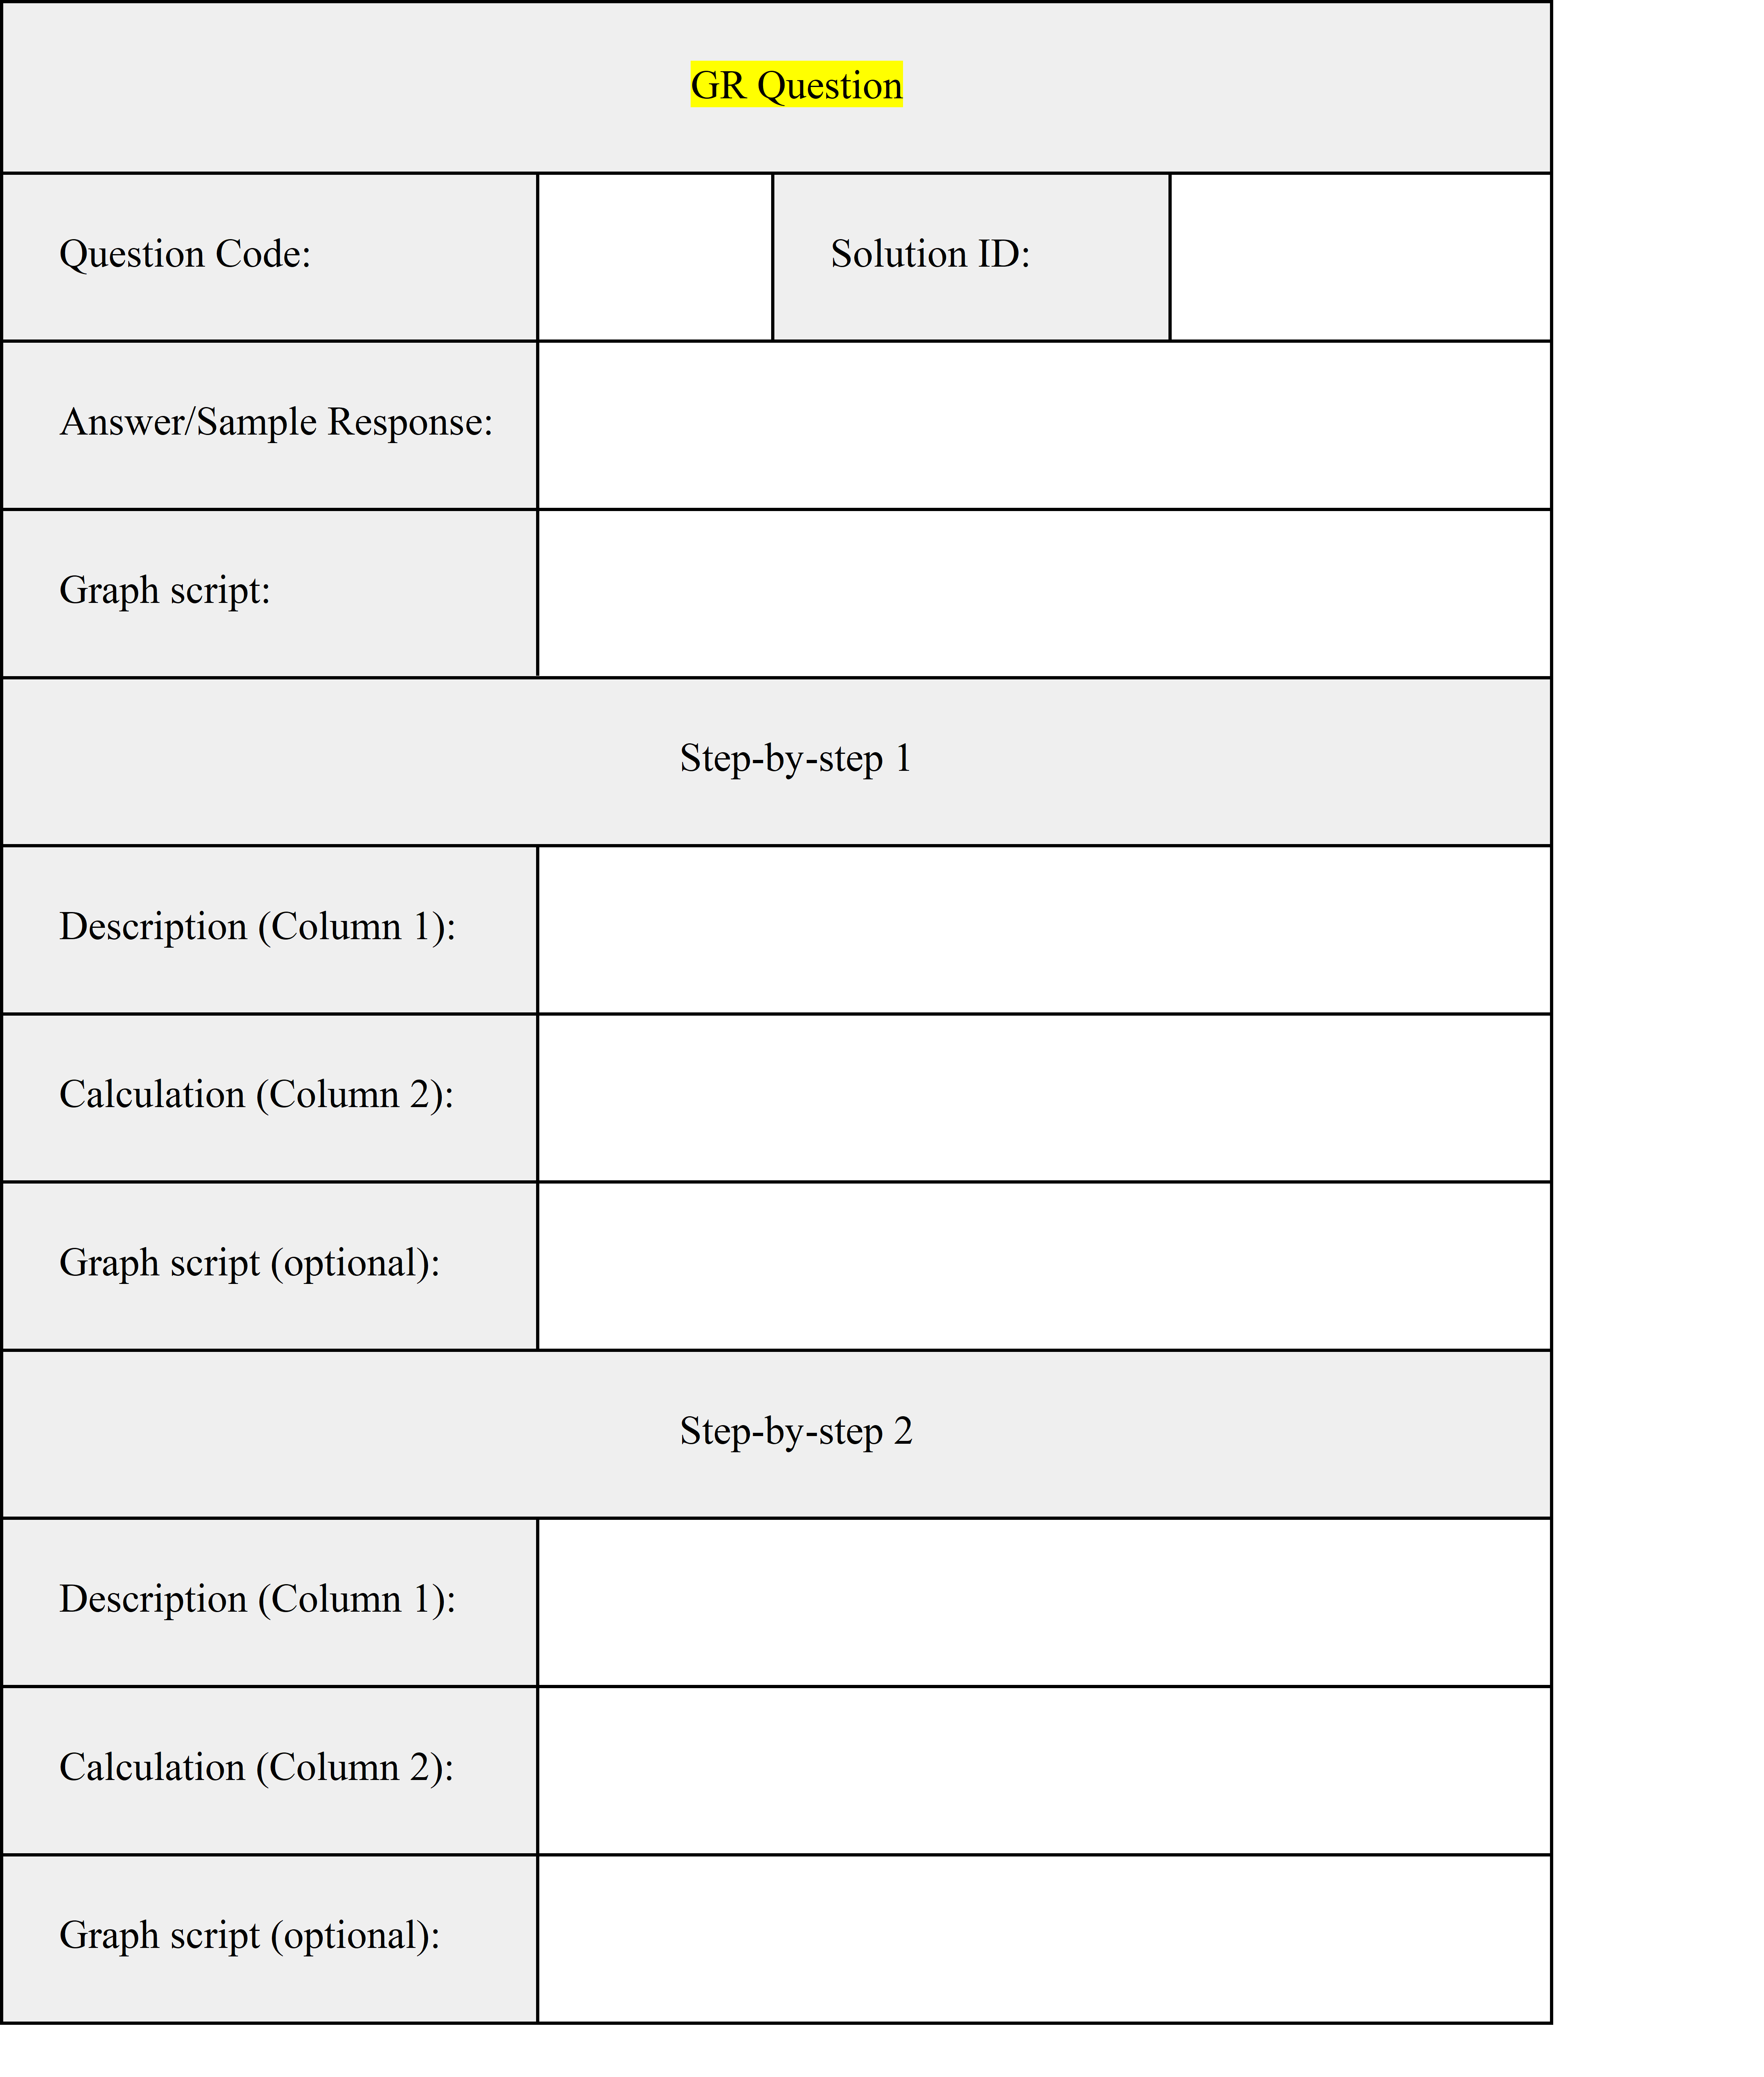 GR Question
Question Code:
Solution ID:
Answer/Sample Response:
Graph script:
Step-by-step 1
Description (Column 1):
Calculation (Column 2):
Graph script (optional):
Step-by-step 2
Description (Column 1):
Calculation (Column 2):
Graph script (optional):